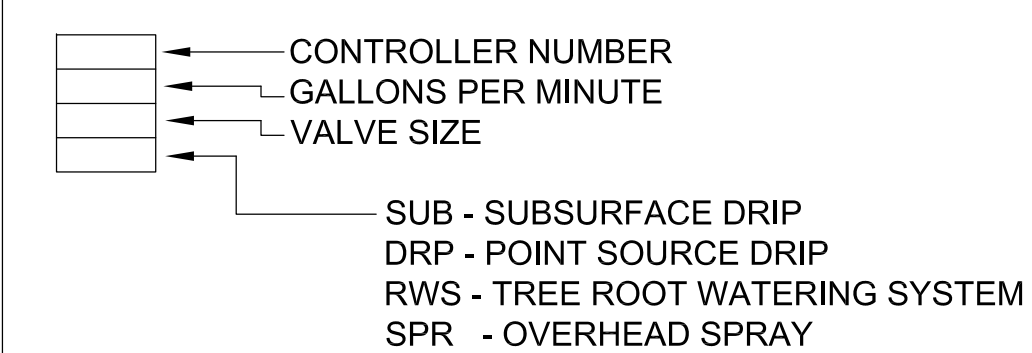 CONTROLLER NUMBER
GALLONS PER MINUTE
VALVE SIZE
SUB - SUBSURFACE DRIP
DRP - POINT SOURCE DRIP
RWS - TREE ROOT WATERING SYSTEM
SPR - OVERHEAD SPRAY